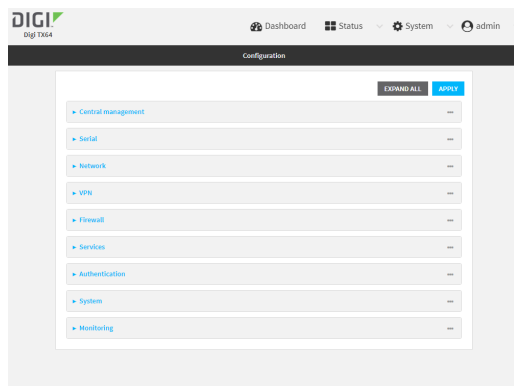 DIGI
Digi TX64
Dashboard Status System admin
Configuration
EXPAND ALL APPLY
Central management
Serial
Network
VPN
Firewall
Services
Authentication
System
Monitoring